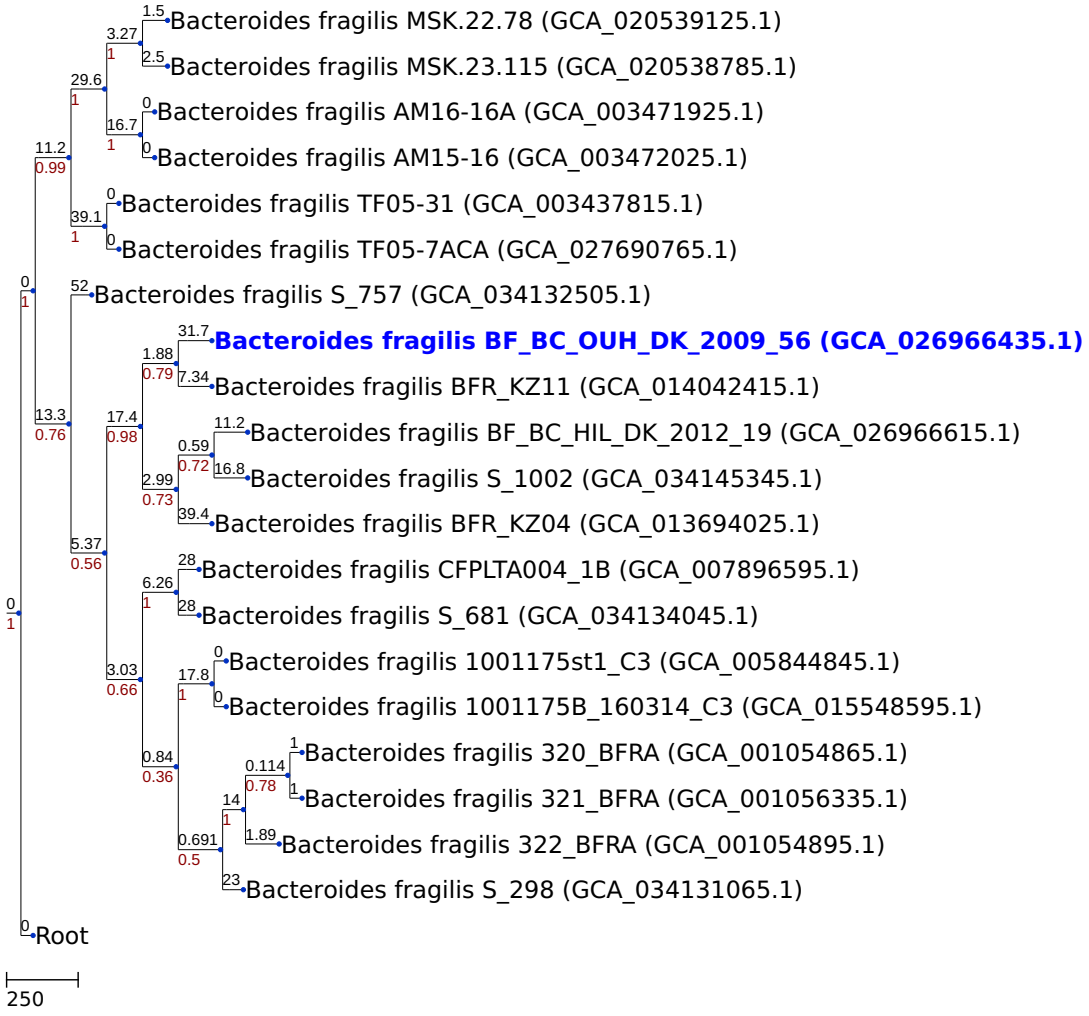 1.5
Bacteroides fragilis MSK.22.78 (GCA_020539125.1)
3.27
1
2.5
Bacteroides fragilis MSK.23.115 (GCA_020538785.1)
29.6
1
0
Bacteroides fragilis AM16-16A (GCA_003471925.1)
16.7
1
0
Bacteroides fragilis AM15-16 (GCA_003472025.1)
11.2
0.99
0
Bacteroides fragilis TF05-31 (GCA_003437815.1)
39.1
1
0
Bacteroides fragilis TF05-7ACA (GCA_027690765.1)
0
1
52
Bacteroides fragilis S_757 (GCA_034132505.1)
31.7
Bacteroides fragilis BF_BC_OUH_DK_2009_56 (GCA_026966435.1)
1.88
0.79
7.34
Bacteroides fragilis BFR_KZ11 (GCA_014042415.1)
13.3
0.76
17.4
0.98
11.2
Bacteroides fragilis BF_BC_HIL_DK_2012_19 (GCA_026966615.1)
0.59
0.72
16.8
Bacteroides fragilis S_1002 (GCA_034145345.1)
2.99
0.73
39.4
Bacteroides fragilis BFR_KZ04 (GCA_013694025.1)
5.37
0.56
28
Bacteroides fragilis CFPLTA004_1B (GCA_007896595.1)
6.26
1
28
Bacteroides fragilis S_681 (GCA_034134045.1)
0
1
3.03
0.66
0
Bacteroides fragilis 1001175st1_C3 (GCA_005844845.1)
17.8
1
0
Bacteroides fragilis 1001175B_160314_C3 (GCA_015548595.1)
0.84
0.36
1
Bacteroides fragilis 320_BFRA (GCA_001054865.1)
0.114
0.78
1
Bacteroides fragilis 321_BFRA (GCA_001056335.1)
14
1
1.89
Bacteroides fragilis 322_BFRA (GCA_001054895.1)
0.691
0.5
23
Bacteroides fragilis S_298 (GCA_034131065.1)
0
Root
250